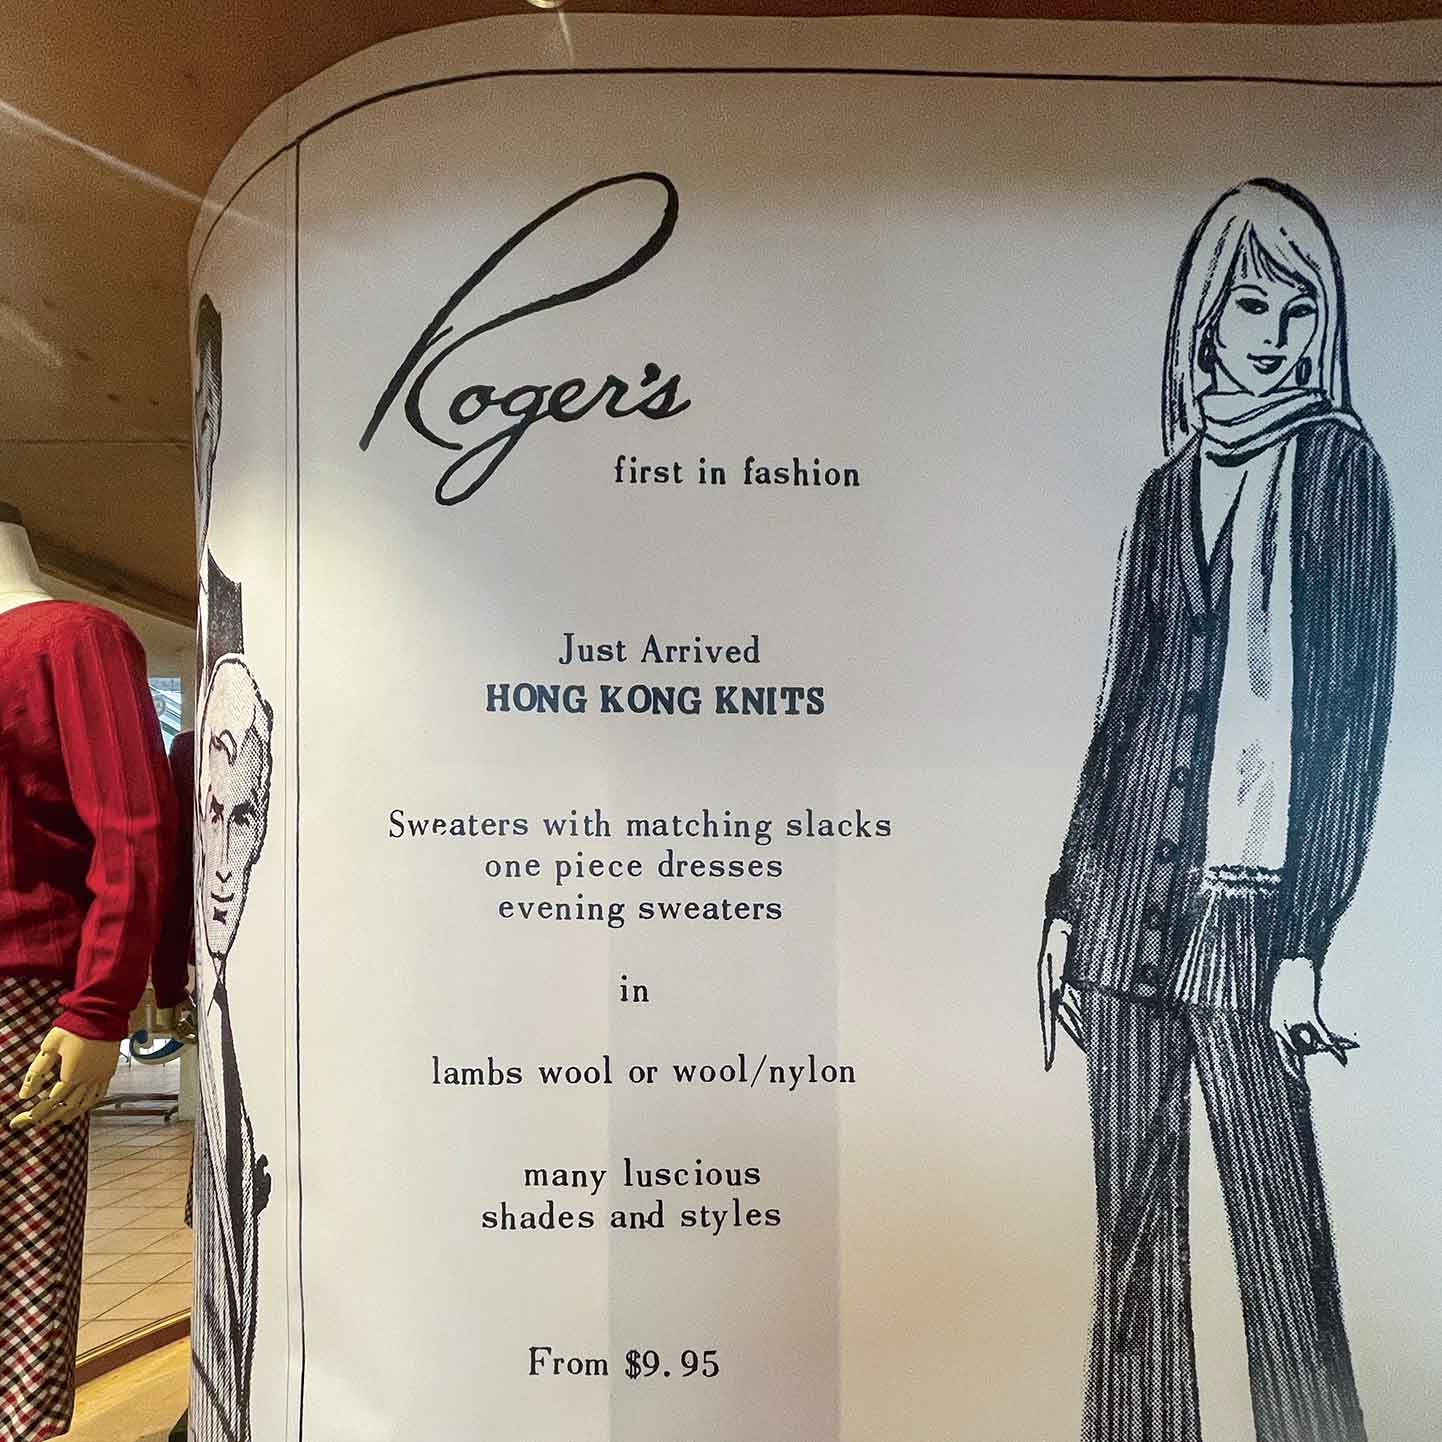 Roger's
first in fashion
Just Arrived
HONG KONG KNITS
Sweaters with matching slacks
one piece dresses
evening sweaters
in
lambs wool or wool/nylon
many luscious
shades and styles
From $9.95